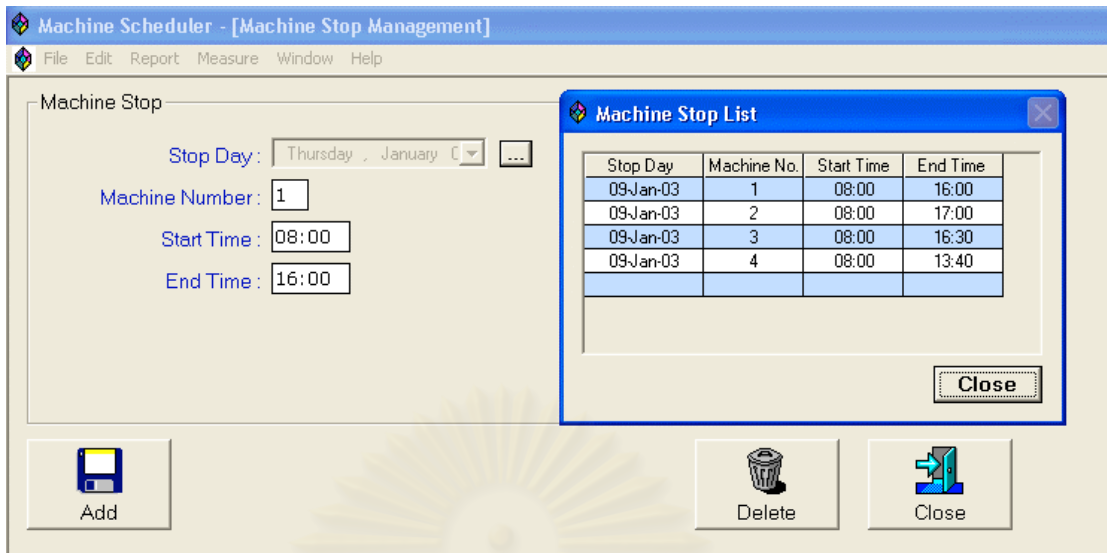 Machine Scheduler - [Machine Stop Management]
File Edit Report Measure Window Help
Machine Stop
Stop Day : Thursday , January 0 ...
Machine Number : 1
Start Time : 08:00
End Time : 16:00
Machine Stop List
Stop Day Machine No. Start Time End Time
09-Jan-03 1 08:00 16:00
09-Jan-03 2 08:00 17:00
09-Jan-03 3 08:00 16:30
09-Jan-03 4 08:00 13:40
Close
Add Delete Close